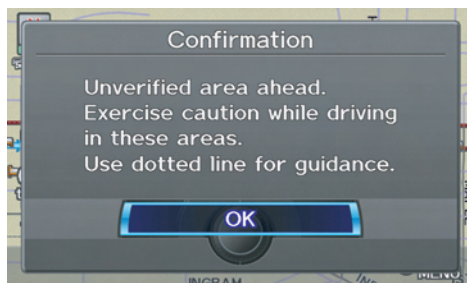 Confirmation
Unverified area ahead.
Exercise caution while driving
in these areas.
Use dotted line for guidance.
OK
INGRAM
MENU